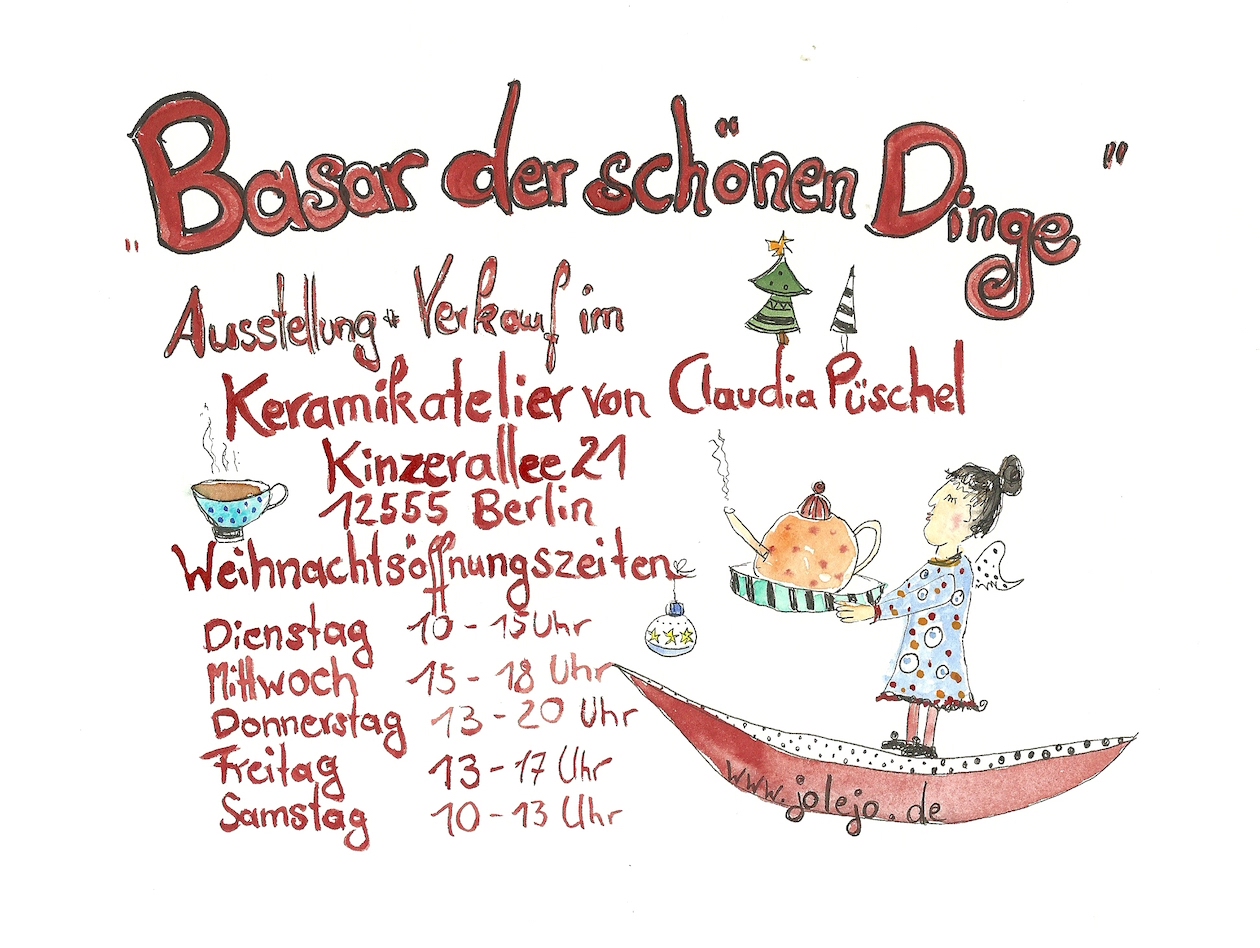 „Basar der schönen Dinge"
Ausstellung + Verkauf im
Keramikatelier von Claudia Püschel
Kinzerallee 21
12555 Berlin
Weihnachtsöffnungszeiten
Dienstag 10 - 15 Uhr
Mittwoch 15 - 18 Uhr
Donnerstag 13 - 20 Uhr
Freitag 13 - 17 Uhr
Samstag 10 - 13 Uhr
www.jolejo.de